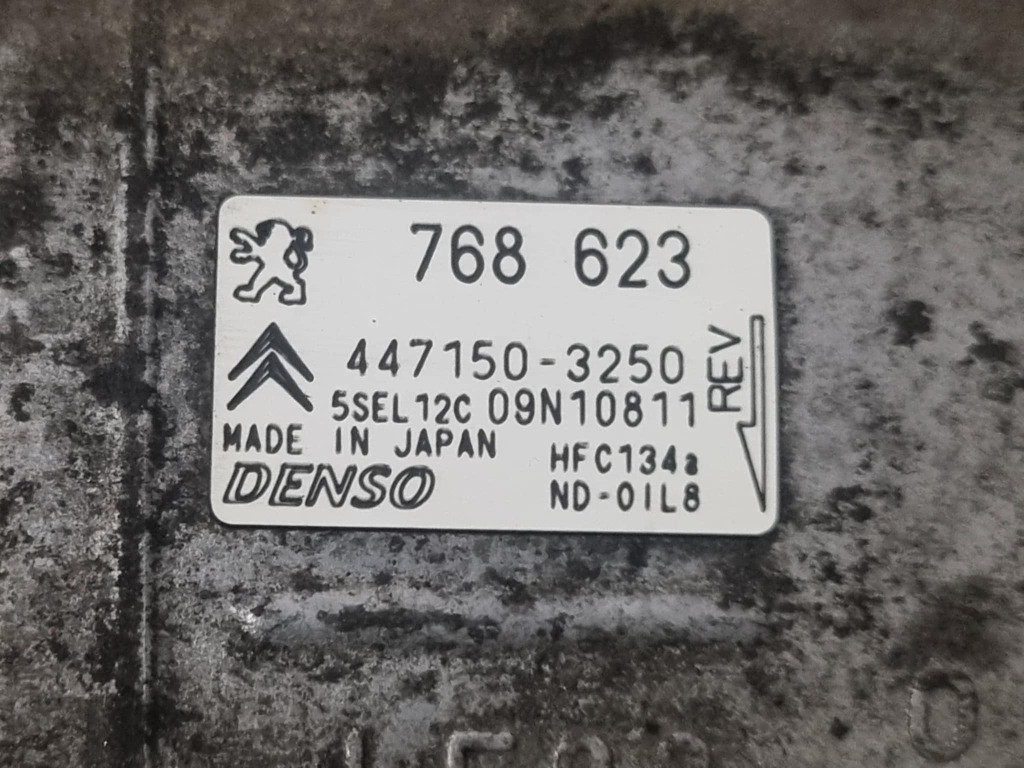 768 623
447150-3250
5SEL12C 09N10811
REV
MADE IN JAPAN
HFC134a
DENSO
ND-OIL8